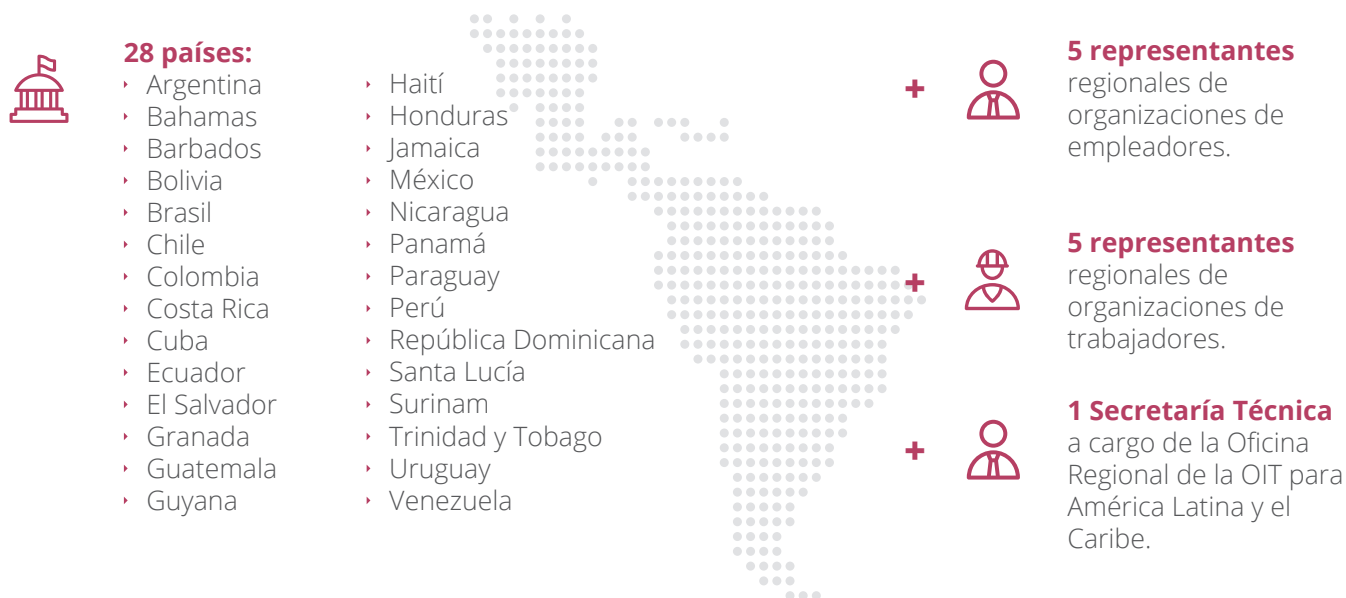 28 países:
‣ Argentina
‣ Bahamas
‣ Barbados
‣ Bolivia
‣ Brasil
‣ Chile
‣ Colombia
‣ Costa Rica
‣ Cuba
‣ Ecuador
‣ El Salvador
‣ Granada
‣ Guatemala
‣ Guyana
‣ Haití
‣ Honduras
‣ Jamaica
‣ México
‣ Nicaragua
‣ Panamá
‣ Paraguay
‣ Perú
‣ República Dominicana
‣ Santa Lucía
‣ Surinam
‣ Trinidad y Tobago
‣ Uruguay
‣ Venezuela
+
5 representantes
regionales de
organizaciones de
empleadores.
+
5 representantes
regionales de
organizaciones de
trabajadores.
+
1 Secretaría Técnica
a cargo de la Oficina
Regional de la OIT para
América Latina y el
Caribe.